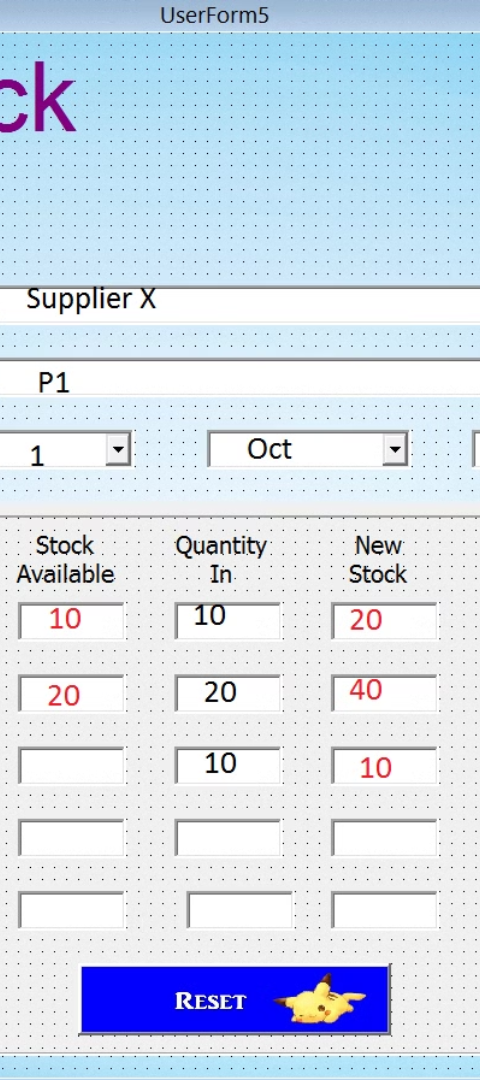 UserForm5
ck
Supplier X
P1
1 Oct
Stock Quantity New
Available In Stock
10 10 20
20 20 40
10 10
RESET